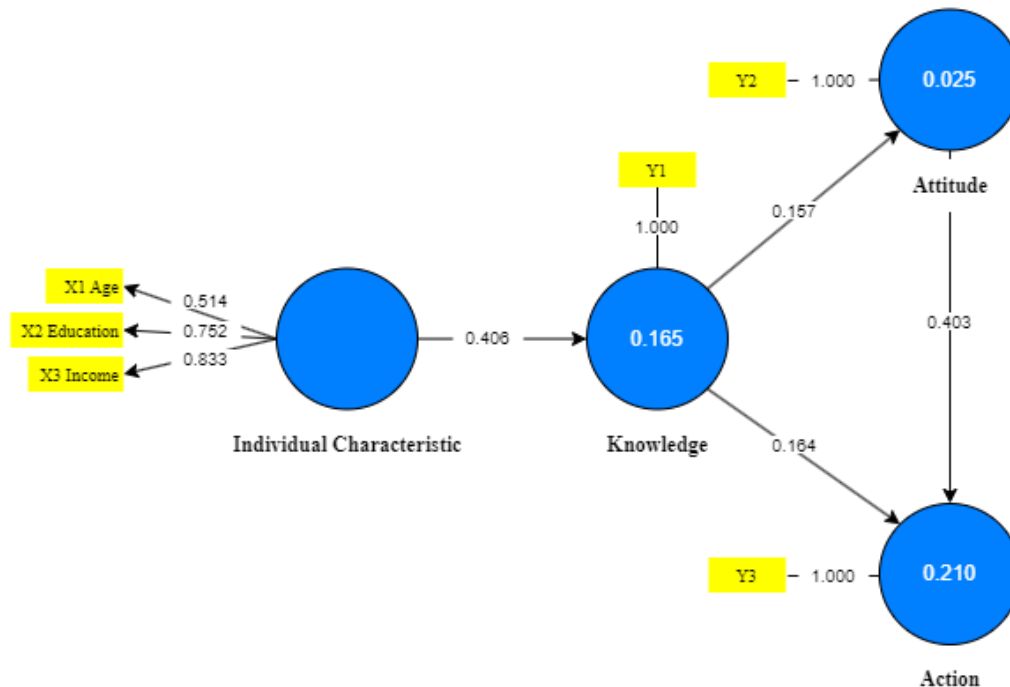 Y2
1.000
0.025
Attitude
Y1
1.000
0.157
X1 Age
0.514
X2 Education
0.752
X3 Income
0.833
0.406
0.165
0.403
Individual Characteristic
Knowledge
0.164
Y3
1.000
0.210
Action